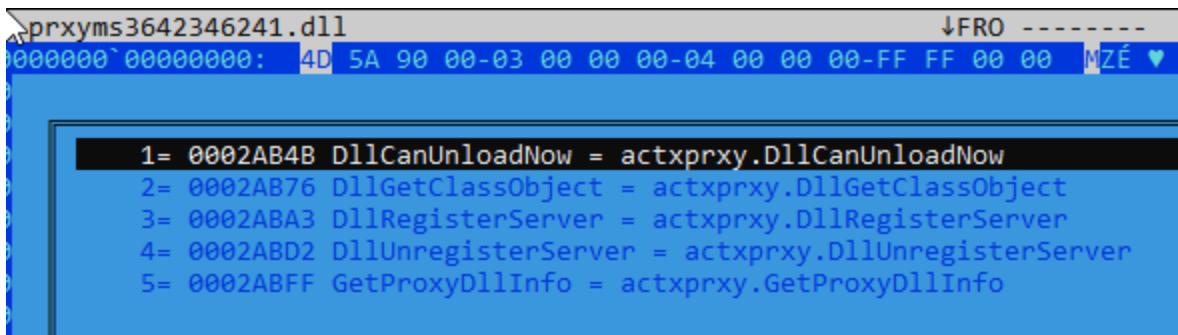 prxyms3642346241.dll ↓FRO --------
0000000`00000000: 4D 5A 90 00-03 00 00 00-04 00 00 00-FF FF 00 00 MZÉ ♥
1= 0002AB4B DllCanUnloadNow = actxprxy.DllCanUnloadNow
2= 0002AB76 DllGetClassObject = actxprxy.DllGetClassObject
3= 0002ABA3 DllRegisterServer = actxprxy.DllRegisterServer
4= 0002ABD2 DllUnregisterServer = actxprxy.DllUnregisterServer
5= 0002ABFF GetProxyDllInfo = actxprxy.GetProxyDllInfo